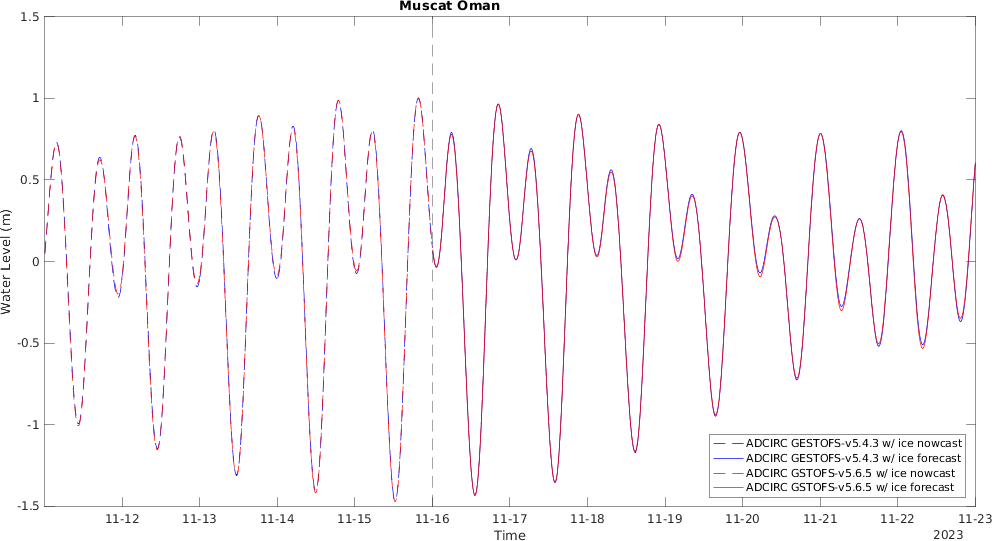 Muscat Oman
1.5
1
0.5
0
-0.5
-1
-1.5
Water Level (m)
ADCIRC GESTOFS-v5.4.3 w/ ice nowcast
ADCIRC GESTOFS-v5.4.3 w/ ice forecast
ADCIRC GSTOFS-v5.6.5 w/ ice nowcast
ADCIRC GSTOFS-v5.6.5 w/ ice forecast
11-12 11-13 11-14 11-15 11-16 11-17 11-18 11-19 11-20 11-21 11-22 11-23
Time
2023